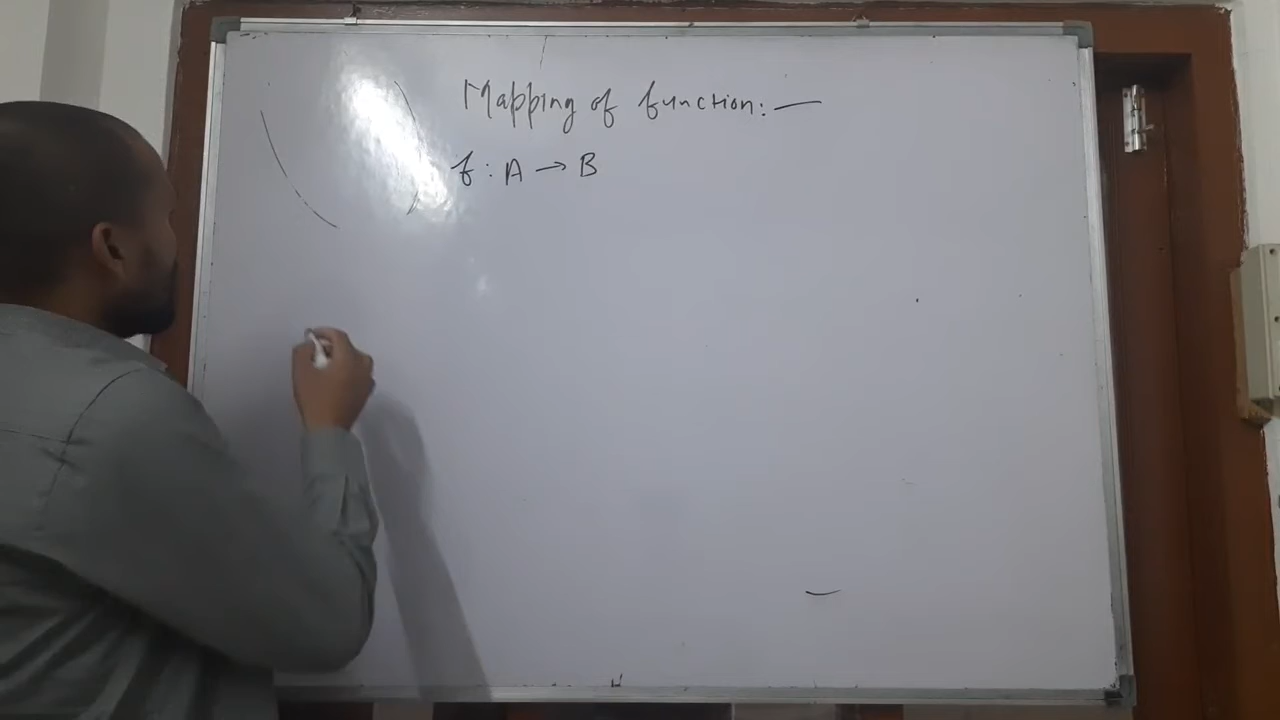 Mapping of function: —
f : A → B